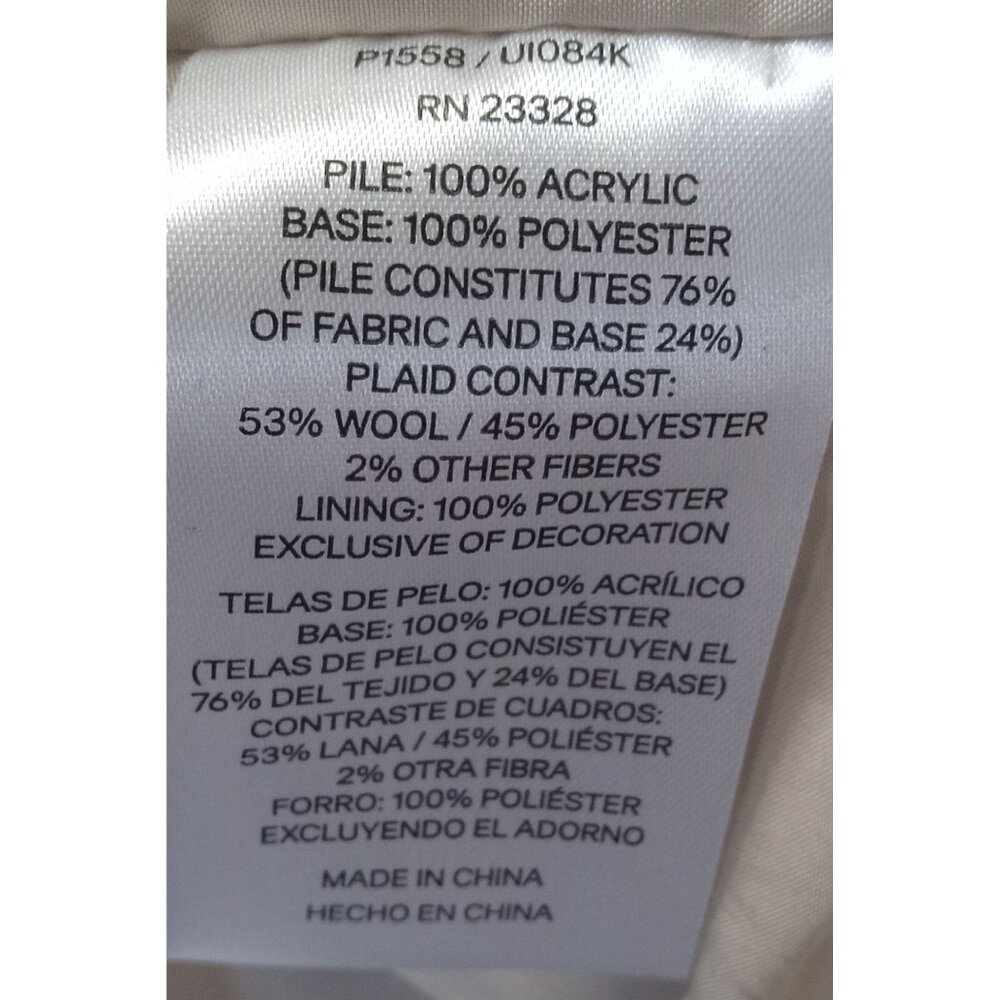 P1558 / UI084K
RN 23328
PILE: 100% ACRYLIC
BASE: 100% POLYESTER
(PILE CONSTITUTES 76%
OF FABRIC AND BASE 24%)
PLAID CONTRAST:
53% WOOL / 45% POLYESTER
2% OTHER FIBERS
LINING: 100% POLYESTER
EXCLUSIVE OF DECORATION
TELAS DE PELO: 100% ACRÍLICO
BASE: 100% POLIÉSTER
(TELAS DE PELO CONSISTUYEN EL
76% DEL TEJIDO Y 24% DEL BASE)
CONTRASTE DE CUADROS:
53% LANA / 45% POLIÉSTER
2% OTRA FIBRA
FORRO: 100% POLIÉSTER
EXCLUYENDO EL ADORNO
MADE IN CHINA
HECHO EN CHINA